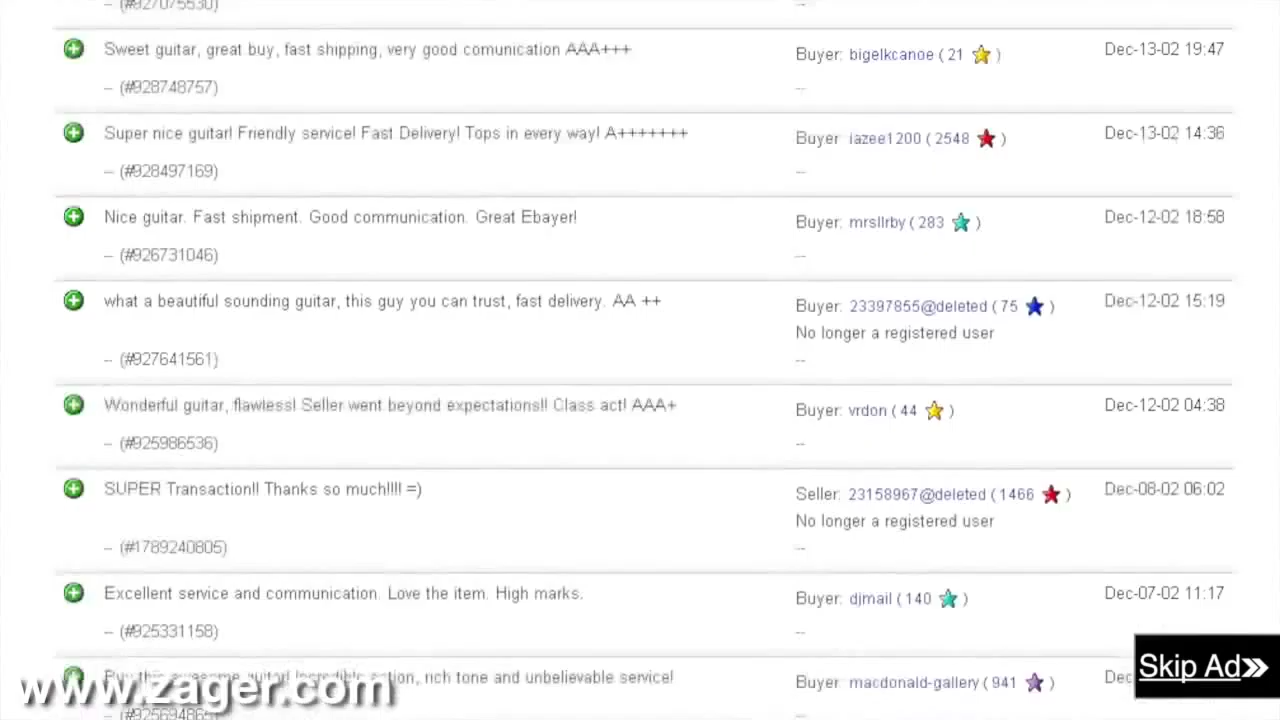 (#927075530) --
Sweet guitar, great buy, fast shipping, very good comunication AAA+++ Buyer: bigelkcanoe ( 21 ) Dec-13-02 19:47
-- (#928748757) --
Super nice guitar! Friendly service! Fast Delivery! Tops in every way! A+++++++ Buyer: iazee1200 ( 2548 ) Dec-13-02 14:36
-- (#928497169) --
Nice guitar. Fast shipment. Good communication. Great Ebayer! Buyer: mrsllrby ( 283 ) Dec-12-02 18:58
-- (#926731046) --
what a beautiful sounding guitar, this guy you can trust, fast delivery. AA ++ Buyer: 23397855@deleted ( 75 ) Dec-12-02 15:19
No longer a registered user
-- (#927641561) --
Wonderful guitar, flawless! Seller went beyond expectations!! Class act! AAA+ Buyer: vrdon ( 44 ) Dec-12-02 04:38
-- (#925986536) --
SUPER Transaction!! Thanks so much!!!! =) Seller: 23158967@deleted ( 1466 ) Dec-08-02 06:02
No longer a registered user
-- (#1789240805) --
Excellent service and communication. Love the item. High marks. Buyer: djmail ( 140 ) Dec-07-02 11:17
-- (#925331158) --
Buy this awesome guitar! Incredible action, rich tone and unbelievable service! Buyer: macdonald-gallery ( 941 ) Dec
Skip Ad
www.zager.com